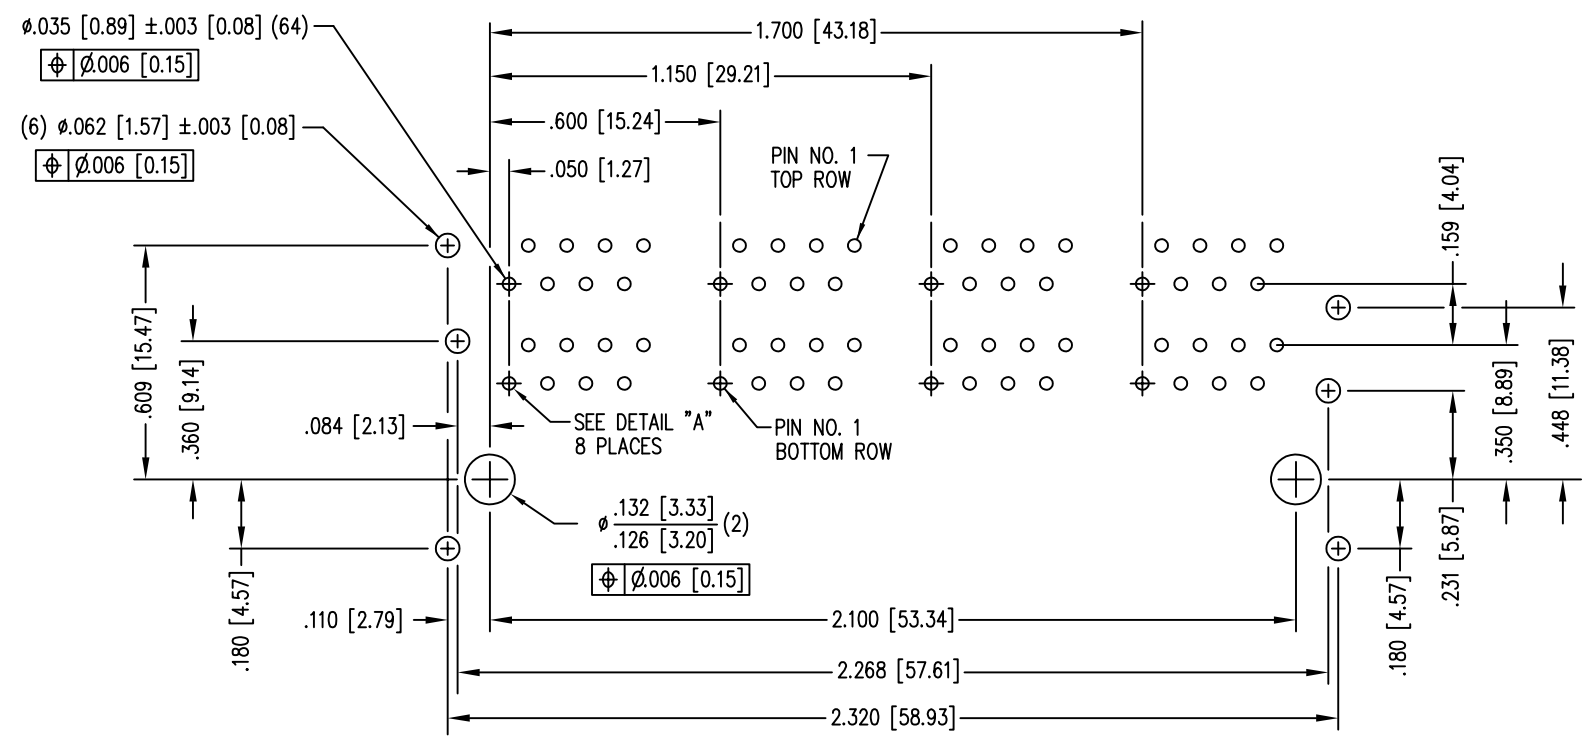 ø.035 [0.89] ±.003 [0.08] (64)
⌖ Ø.006 [0.15]
(6) ø.062 [1.57] ±.003 [0.08]
⌖ Ø.006 [0.15]
1.700 [43.18]
1.150 [29.21]
.600 [15.24]
.050 [1.27]
PIN NO. 1
TOP ROW
.159 [4.04]
.609 [15.47]
.360 [9.14]
.084 [2.13]
SEE DETAIL "A"
8 PLACES
PIN NO. 1
BOTTOM ROW
.350 [8.89]
.448 [11.38]
ø .132 [3.33]
.126 [3.20] (2)
⌖ Ø.006 [0.15]
.231 [5.87]
.180 [4.57]
.180 [4.57]
.110 [2.79]
2.100 [53.34]
2.268 [57.61]
2.320 [58.93]